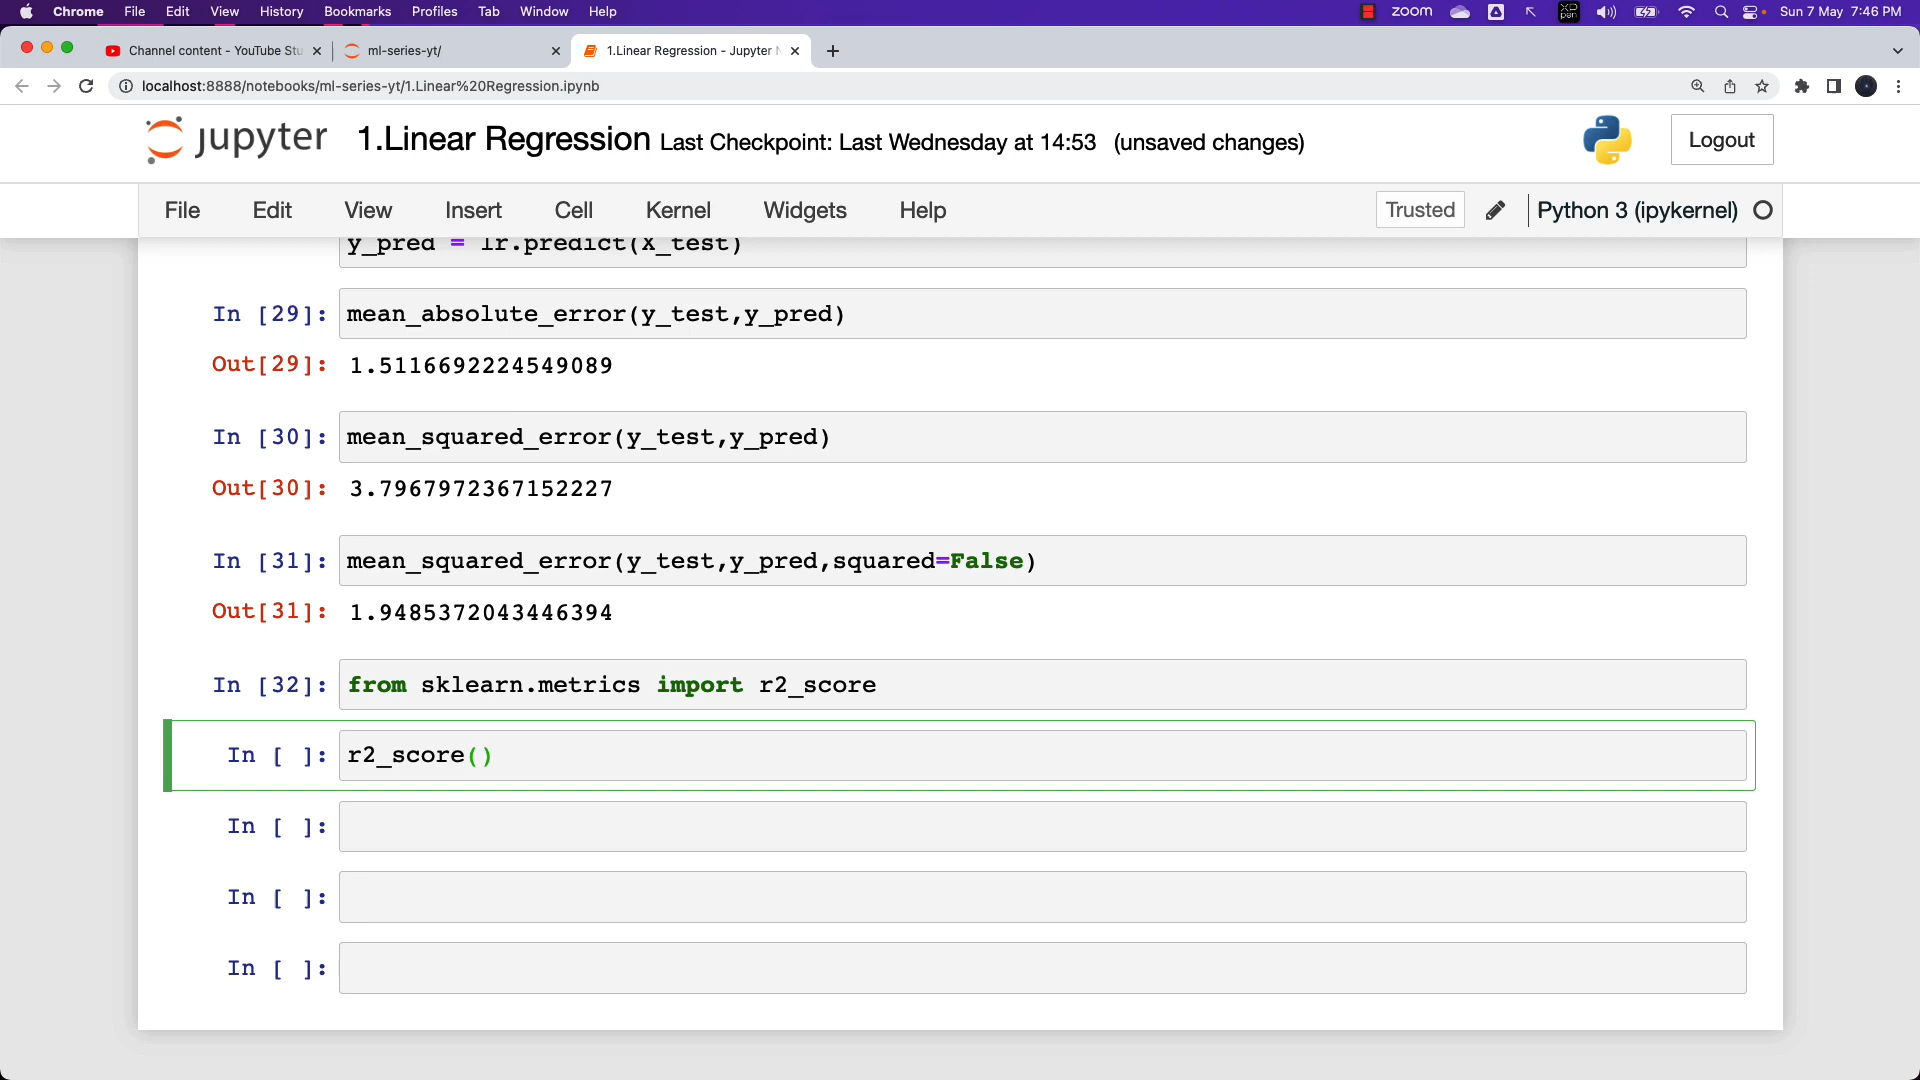 Chrome File Edit View History Bookmarks Profiles Tab Window Help zoom XP pen Sun 7 May 7:46 PM
Channel content - YouTube Stu ml-series-yt/ 1.Linear Regression - Jupyter N
localhost:8888/notebooks/ml-series-yt/1.Linear%20Regression.ipynb
jupyter 1.Linear Regression Last Checkpoint: Last Wednesday at 14:53 (unsaved changes) Logout
File Edit View Insert Cell Kernel Widgets Help Trusted Python 3 (ipykernel)
y_pred = lr.predict(X_test)
In [29]: mean_absolute_error(y_test,y_pred)
Out[29]: 1.5116692224549089
In [30]: mean_squared_error(y_test,y_pred)
Out[30]: 3.7967972367152227
In [31]: mean_squared_error(y_test,y_pred,squared=False)
Out[31]: 1.9485372043446394
In [32]: from sklearn.metrics import r2_score
In [ ]: r2_score()
In [ ]:
In [ ]:
In [ ]: